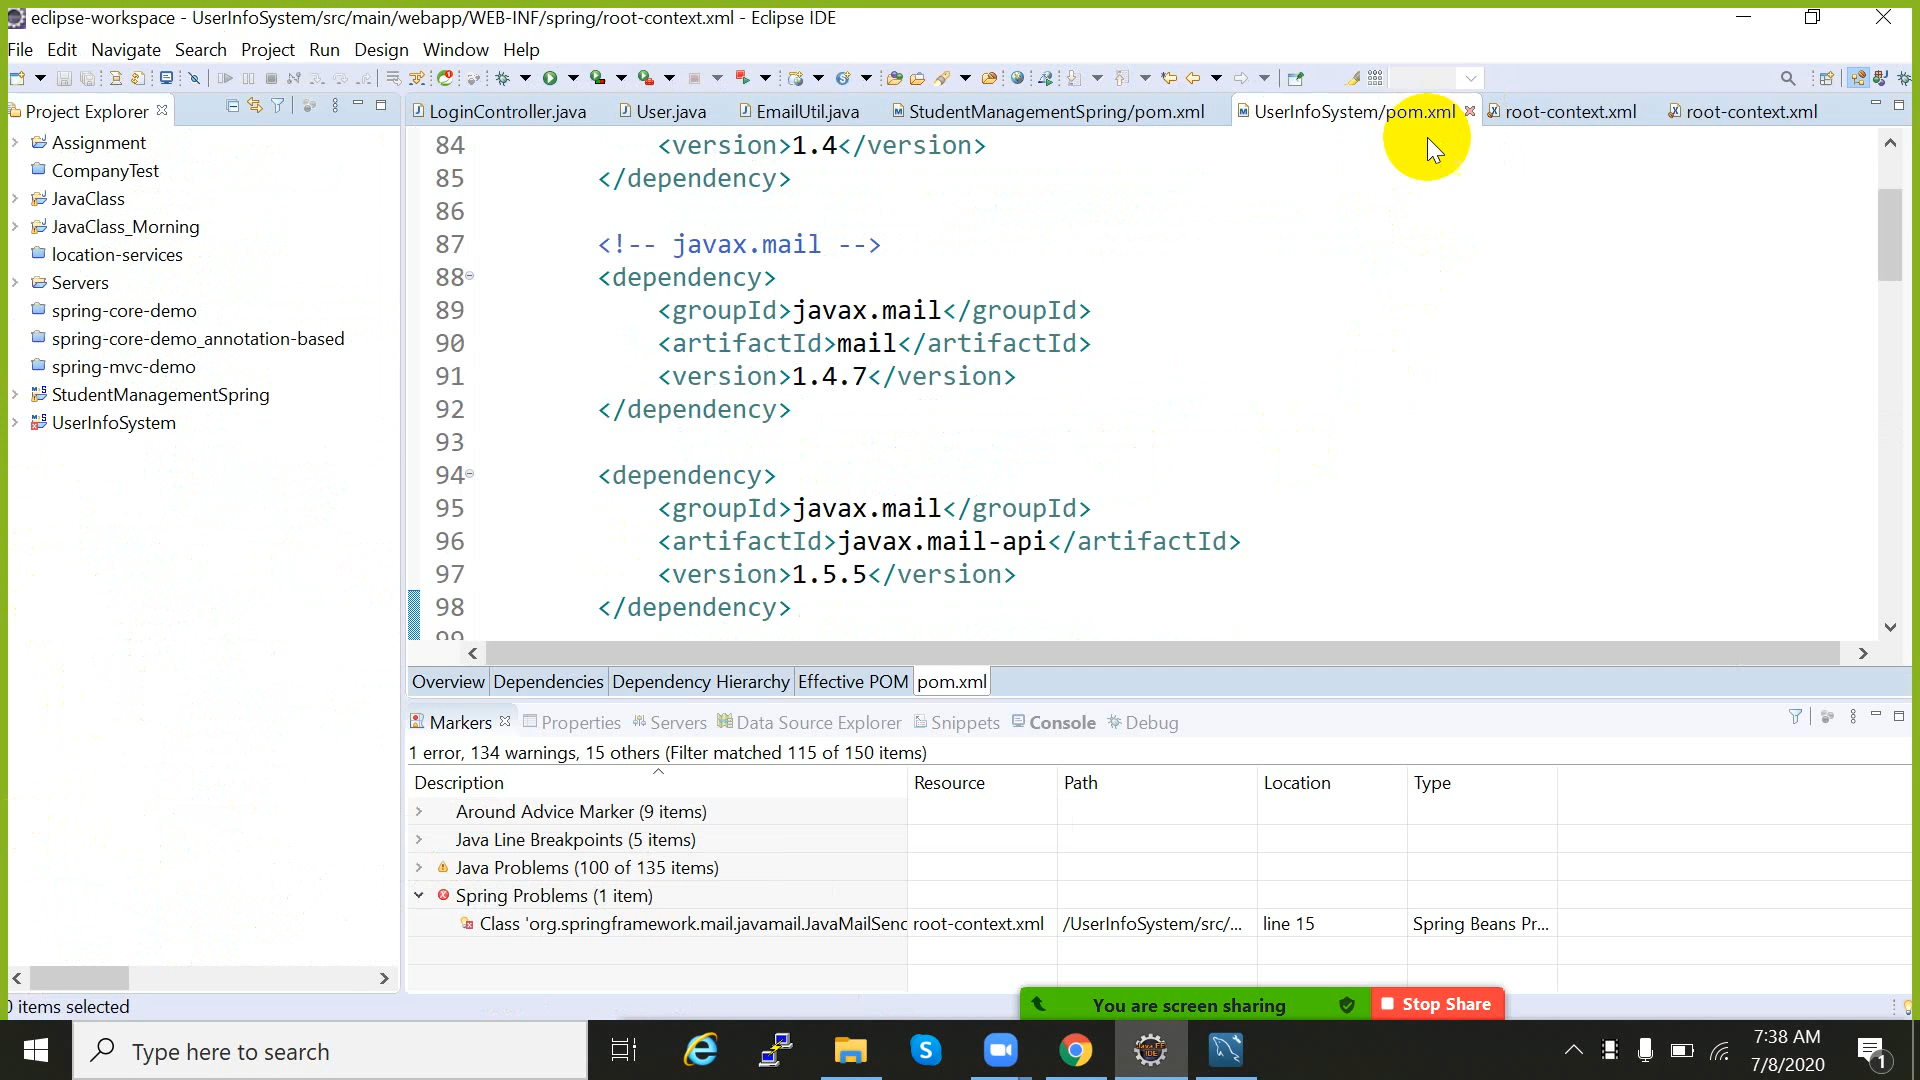 eclipse-workspace - UserInfoSystem/src/main/webapp/WEB-INF/spring/root-context.xml - Eclipse IDE
File Edit Navigate Search Project Run Design Window Help
Project Explorer
LoginController.java User.java EmailUtil.java StudentManagementSpring/pom.xml UserInfoSystem/pom.xml root-context.xml root-context.xml
Assignment
CompanyTest
JavaClass
JavaClass_Morning
location-services
Servers
spring-core-demo
spring-core-demo_annotation-based
spring-mvc-demo
StudentManagementSpring
UserInfoSystem
84 <version>1.4</version>
85 </dependency>
86
87 <!-- javax.mail -->
88 <dependency>
89 <groupId>javax.mail</groupId>
90 <artifactId>mail</artifactId>
91 <version>1.4.7</version>
92 </dependency>
93
94 <dependency>
95 <groupId>javax.mail</groupId>
96 <artifactId>javax.mail-api</artifactId>
97 <version>1.5.5</version>
98 </dependency>
99
Overview Dependencies Dependency Hierarchy Effective POM pom.xml
Markers Properties Servers Data Source Explorer Snippets Console Debug
1 error, 134 warnings, 15 others (Filter matched 115 of 150 items)
Description Resource Path Location Type
Around Advice Marker (9 items)
Java Line Breakpoints (5 items)
Java Problems (100 of 135 items)
Spring Problems (1 item)
Class 'org.springframework.mail.javamail.JavaMailSenc root-context.xml /UserInfoSystem/src/... line 15 Spring Beans Pr...
0 items selected
You are screen sharing Stop Share
Type here to search
7:38 AM
7/8/2020
1